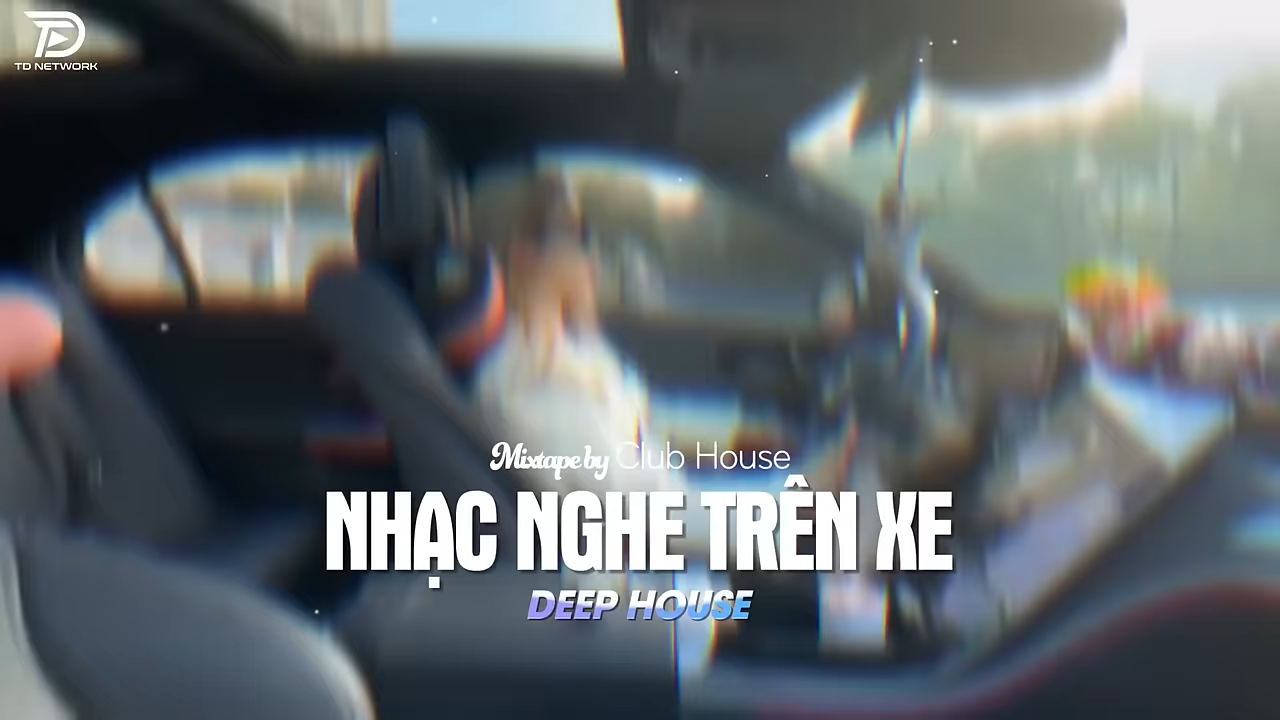 TD NETWORK
Mixtape by Club House
NHẠC NGHE TRÊN XE
DEEP HOUSE